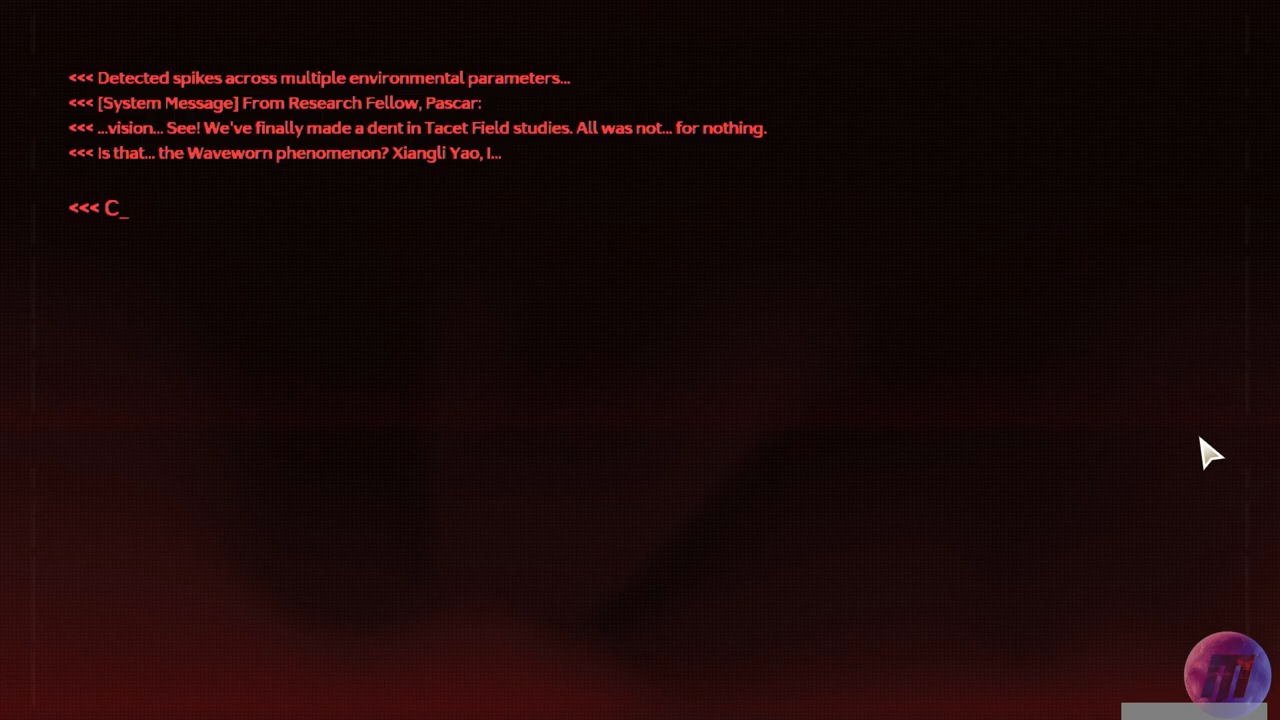 <<< Detected spikes across multiple environmental parameters...
<<< [System Message] From Research Fellow, Pascar:
<<< ...vision... See! We've finally made a dent in Tacet Field studies. All was not... for nothing.
<<< Is that... the Waveworn phenomenon? Xiangli Yao, I...
<<< C_